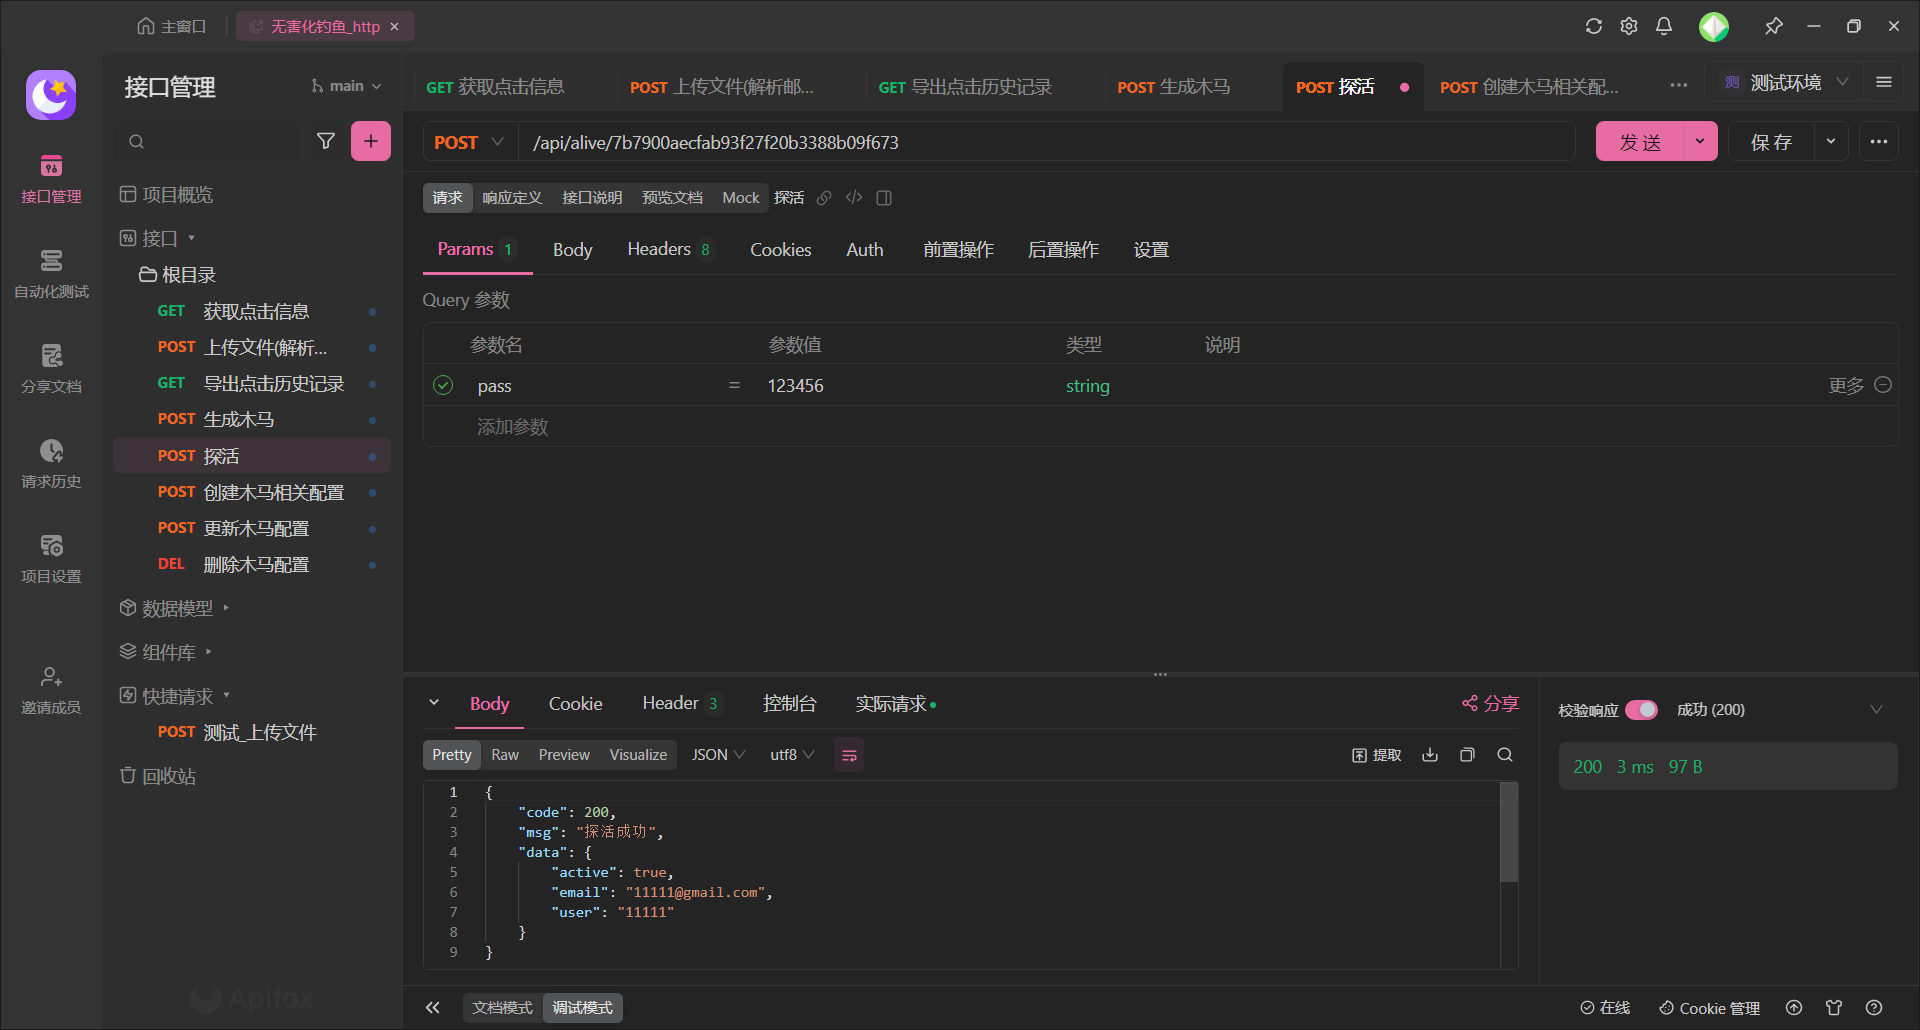 主窗口
无害化钓鱼_http
接口管理
自动化测试
分享文档
请求历史
项目设置
邀请成员
接口管理
main
项目概览
接口
根目录
GET 获取点击信息
POST 上传文件(解析...
GET 导出点击历史记录
POST 生成木马
POST 探活
POST 创建木马相关配置
POST 更新木马配置
DEL 删除木马配置
数据模型
组件库
快捷请求
POST 测试_上传文件
回收站
Apifox
GET 获取点击信息
POST 上传文件(解析邮...
GET 导出点击历史记录
POST 生成木马
POST 探活
POST 创建木马相关配...
测 测试环境
POST /api/alive/7b7900aecfab93f27f20b3388b09f673
发 送
保 存
请求 响应定义 接口说明 预览文档 Mock 探活
Params 1 Body Headers 8 Cookies Auth 前置操作 后置操作 设置
Query 参数
参数名 参数值 类型 说明
pass = 123456 string 更多
添加参数
Body Cookie Header 3 控制台 实际请求 分享
Pretty Raw Preview Visualize JSON utf8 提取
1 {
2 "code": 200,
3 "msg": "探活成功",
4 "data": {
5 "active": true,
6 "email": "11111@gmail.com",
7 "user": "11111"
8 }
9 }
校验响应 成功 (200)
200 3 ms 97 B
文档模式 调试模式
在线 Cookie 管理